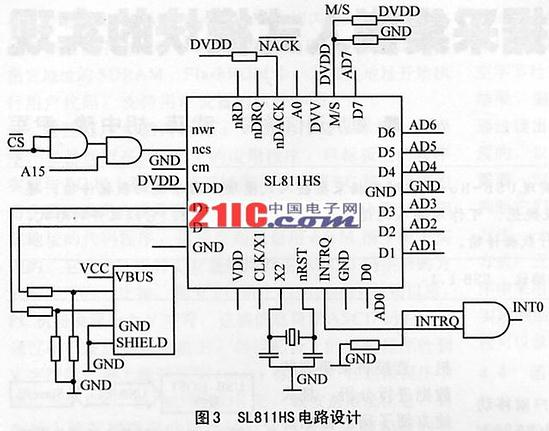 M/S
DVDD
GND
DVDD
NACK
DVDD
AD7
nRD
nDRQ
nDACK
A0
DVV
M/S
D7
CS
A15
nwr
ncs
GND
cm
DVDD
VDD
GND
SL811HS
D6
AD6
D5
AD5
D4
AD4
GND
GND
D3
AD3
D2
AD2
D1
AD1
21IC.com
中国电子网
VDD
CLK/X1
X2
nRST
INTRQ
GND
D0
AD0
VCC
VBUS
GND
SHIELD
GND
GND
GND
GND
INTRQ
INT0
图3 SL811HS电路设计